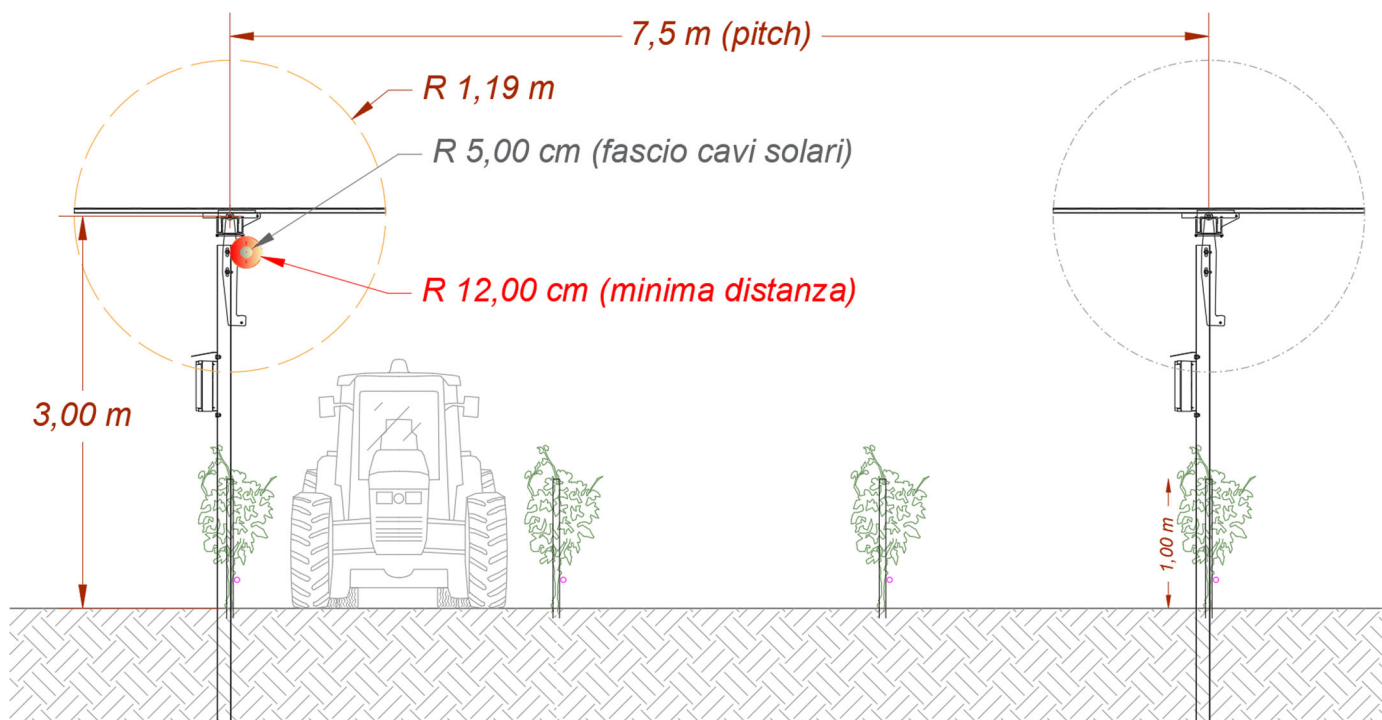 7,5 m (pitch)
R 1,19 m
R 5,00 cm (fascio cavi solari)
R 12,00 cm (minima distanza)
3,00 m
1,00 m